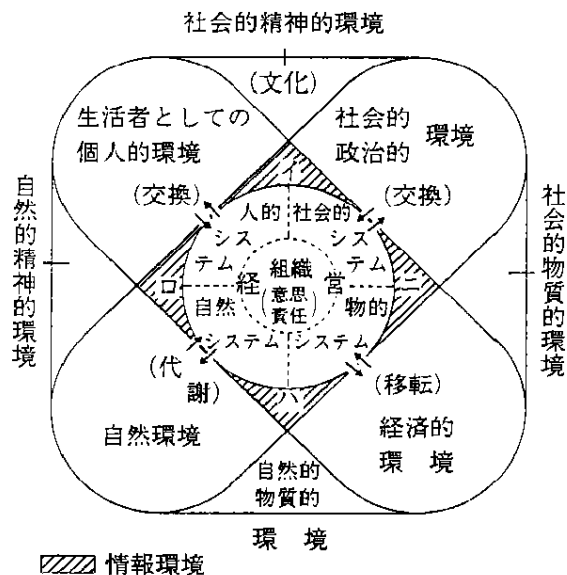 社会的精神的環境
(文化)
生活者としての
個人的環境
社会的
政治的
環境
自然的精神的環境
社会的物質的環境
(交換)
(交換)
イ
ロ
ハ
ニ
人的
システム
社会的
システム
経営
組織
(意思
責任)
自然
システム
物的
システム
(代
謝)
(移転)
自然環境
経済的
環境
自然的
物質的
環境
情報環境